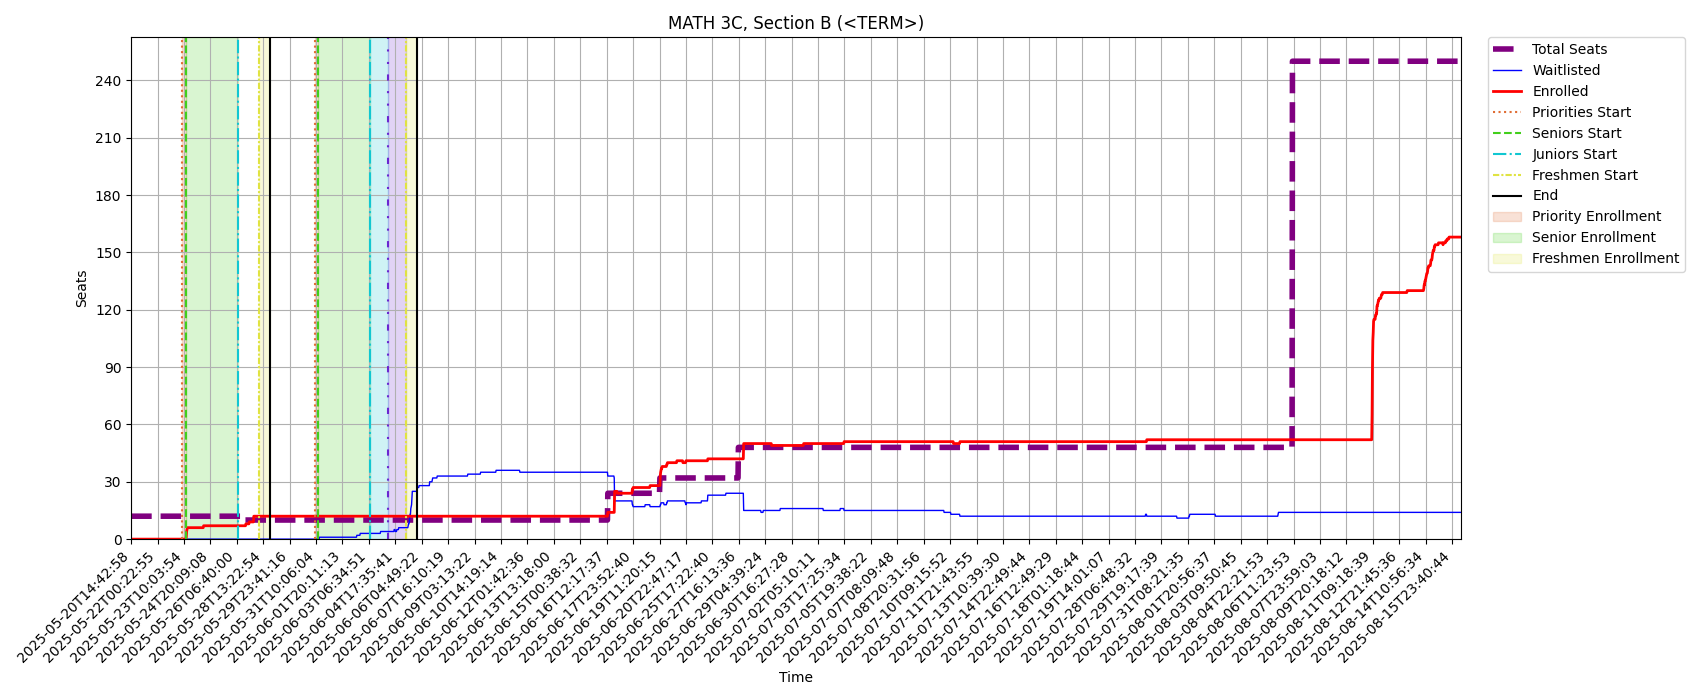 MATH 3C, Section B (<TERM>)
Total Seats
Waitlisted
Enrolled
Priorities Start
Seniors Start
Juniors Start
Freshmen Start
End
Priority Enrollment
Senior Enrollment
Freshmen Enrollment
Seats
240
210
180
150
120
90
60
30
0
2025-05-20T14:42:58
2025-05-22T00:22:55
2025-05-23T10:03:54
2025-05-24T20:09:08
2025-05-26T06:40:00
2025-05-28T13:22:54
2025-05-29T23:41:16
2025-05-31T10:06:04
2025-06-01T20:11:13
2025-06-03T06:34:51
2025-06-04T17:35:41
2025-06-06T04:49:22
2025-06-07T16:10:19
2025-06-09T03:13:22
2025-06-10T14:19:14
2025-06-12T01:42:36
2025-06-13T13:18:00
2025-06-15T00:38:32
2025-06-16T12:17:37
2025-06-17T23:52:40
2025-06-19T11:20:15
2025-06-20T22:47:17
2025-06-25T17:22:40
2025-06-27T16:13:36
2025-06-29T04:39:24
2025-06-30T16:27:28
2025-07-02T05:10:11
2025-07-03T17:25:34
2025-07-05T19:38:22
2025-07-07T08:09:48
2025-07-08T20:31:56
2025-07-10T09:15:52
2025-07-11T21:43:55
2025-07-13T10:39:30
2025-07-14T22:49:44
2025-07-16T12:49:29
2025-07-18T01:18:44
2025-07-19T14:01:07
2025-07-28T06:48:32
2025-07-29T19:17:39
2025-07-31T08:21:35
2025-08-01T20:56:37
2025-08-03T09:50:45
2025-08-04T22:21:53
2025-08-06T11:23:53
2025-08-07T23:59:03
2025-08-09T20:18:12
2025-08-11T09:18:39
2025-08-12T21:45:36
2025-08-14T10:56:34
2025-08-15T23:40:44
Time